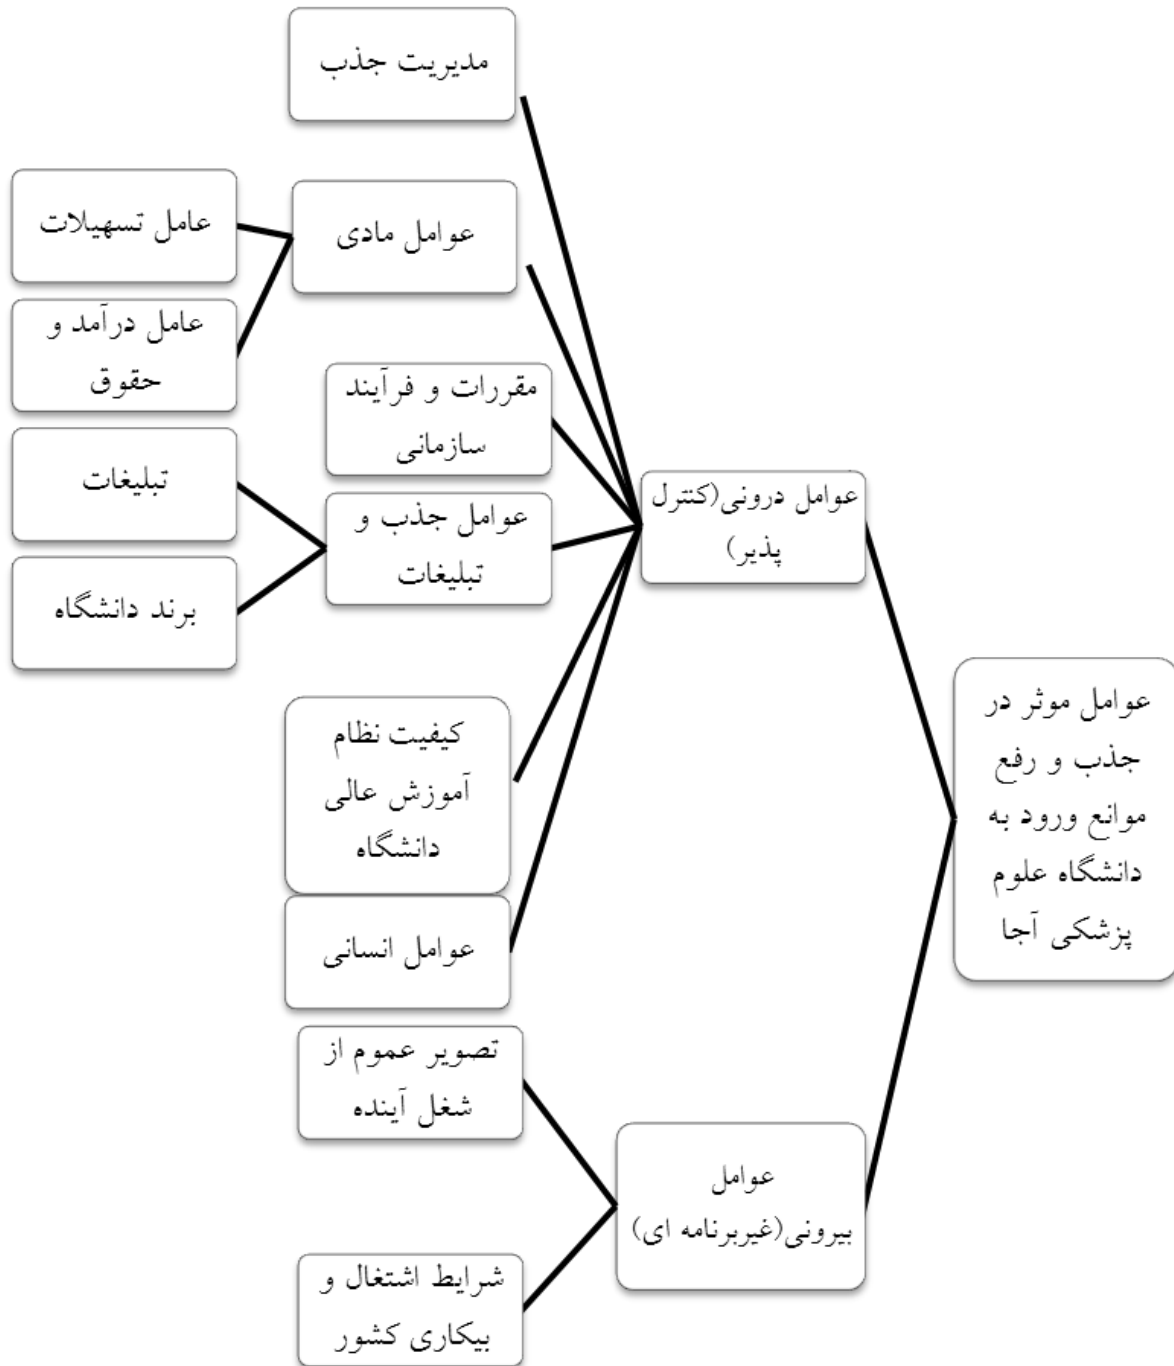 مدیریت جذب
عوامل مادی
عامل تسهیلات
عامل درآمد و
حقوق
مقررات و فرآیند
سازمانی
عوامل جذب و
تبلیغات
تبلیغات
برند دانشگاه
عوامل درونی(کنترل
پذیر)
کیفیت نظام
آموزش عالی
دانشگاه
عوامل انسانی
عوامل موثر در
جذب و رفع
موانع ورود به
دانشگاه علوم
پزشکی آجا
تصویر عموم از
شغل آینده
عوامل
بیرونی(غیربرنامه ای)
شرایط اشتغال و
بیکاری کشور